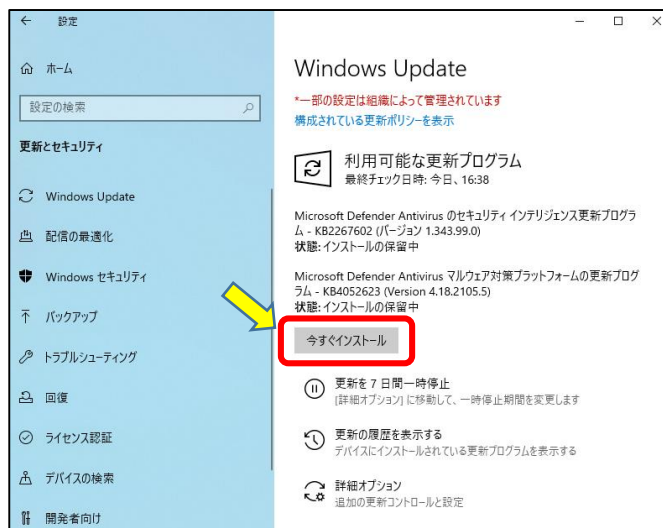 設定
ホーム
設定の検索
更新とセキュリティ
Windows Update
配信の最適化
Windows セキュリティ
バックアップ
トラブルシューティング
回復
ライセンス認証
デバイスの検索
開発者向け
Windows Update
*一部の設定は組織によって管理されています
構成されている更新ポリシーを表示
利用可能な更新プログラム
最終チェック日時: 今日、16:38
Microsoft Defender Antivirus のセキュリティ インテリジェンス更新プログラ
ム - KB2267602 (バージョン 1.343.99.0)
状態: インストールの保留中
Microsoft Defender Antivirus マルウェア対策プラットフォームの更新プログ
ラム - KB4052623 (Version 4.18.2105.5)
状態: インストールの保留中
今すぐインストール
更新を 7 日間一時停止
[詳細オプション] に移動して、一時停止期間を変更します
更新の履歴を表示する
デバイスにインストールされている更新プログラムを表示する
詳細オプション
追加の更新コントロールと設定